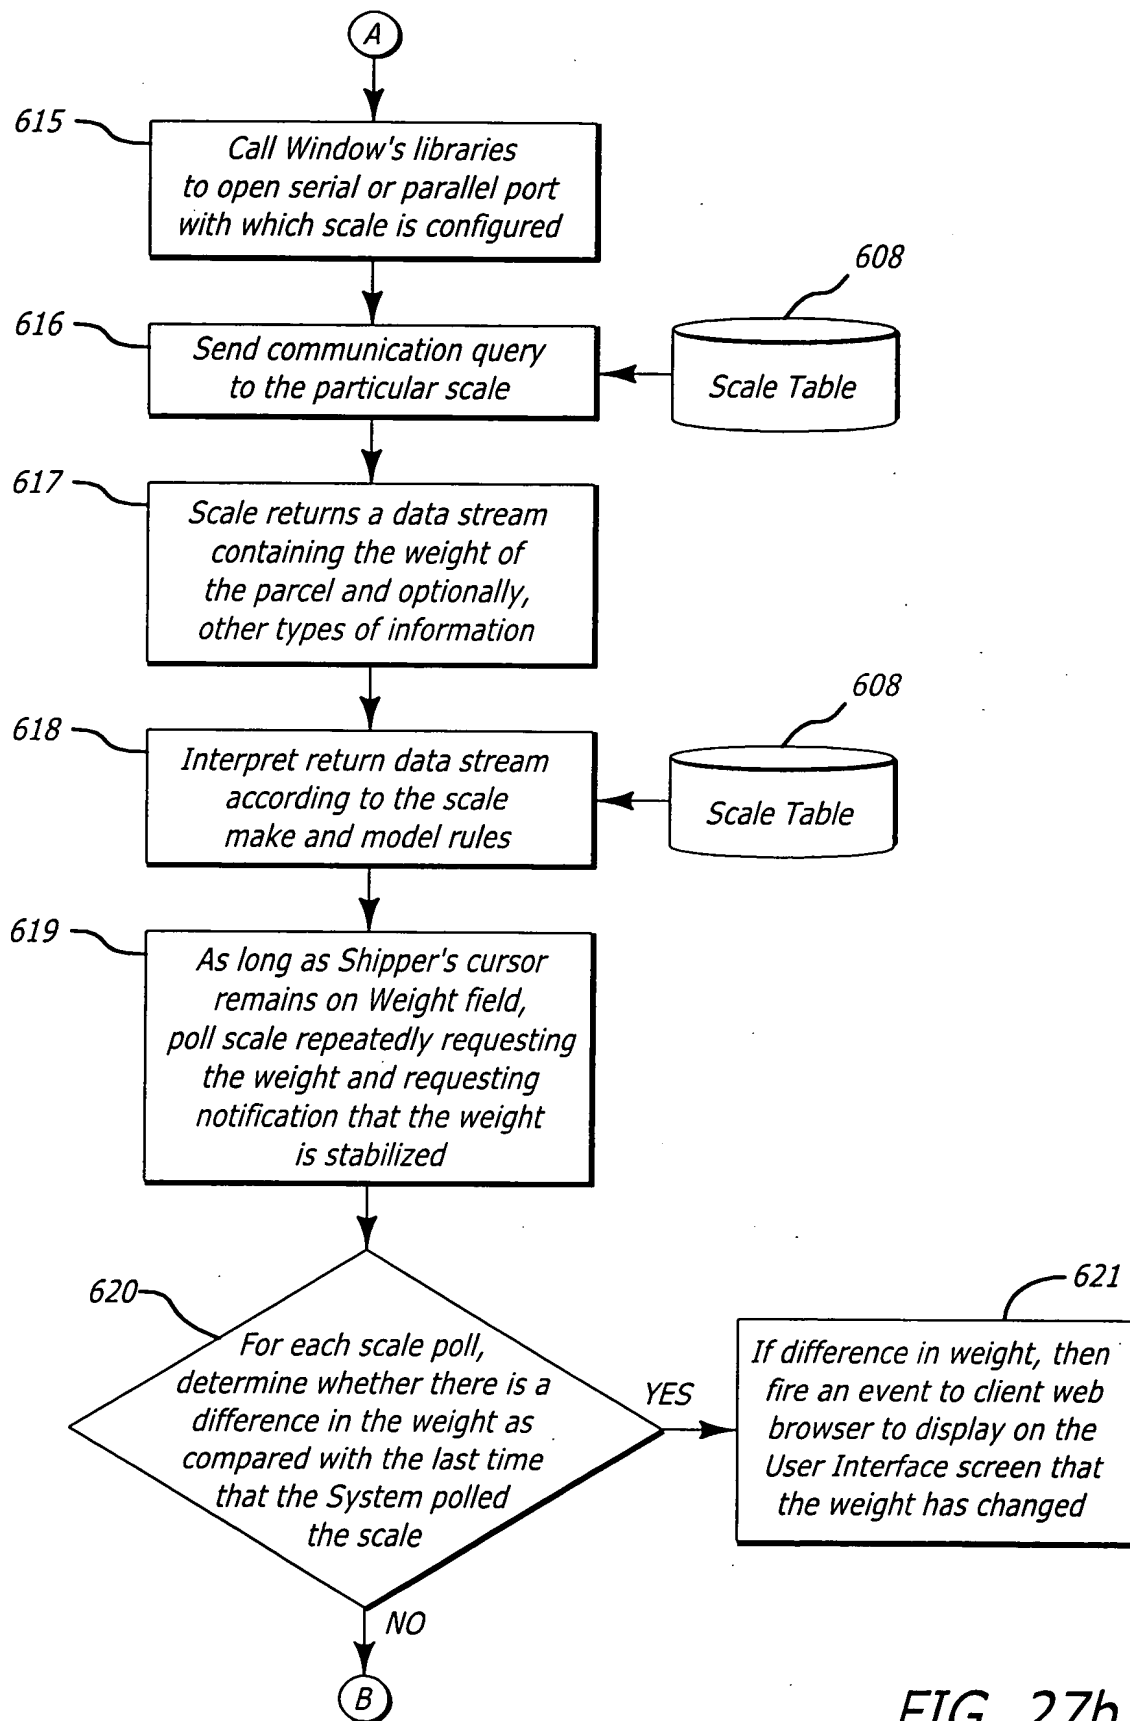 A
615
Call Window's libraries
to open serial or parallel port
with which scale is configured
608
616
Send communication query
to the particular scale
Scale Table
617
Scale returns a data stream
containing the weight of
the parcel and optionally,
other types of information
608
618
Interpret return data stream
according to the scale
make and model rules
Scale Table
619
As long as Shipper's cursor
remains on Weight field,
poll scale repeatedly requesting
the weight and requesting
notification that the weight
is stabilized
620
For each scale poll,
determine whether there is a
difference in the weight as
compared with the last time
that the System polled
the scale
YES
621
If difference in weight, then
fire an event to client web
browser to display on the
User Interface screen that
the weight has changed
NO
B
FIG. 27b